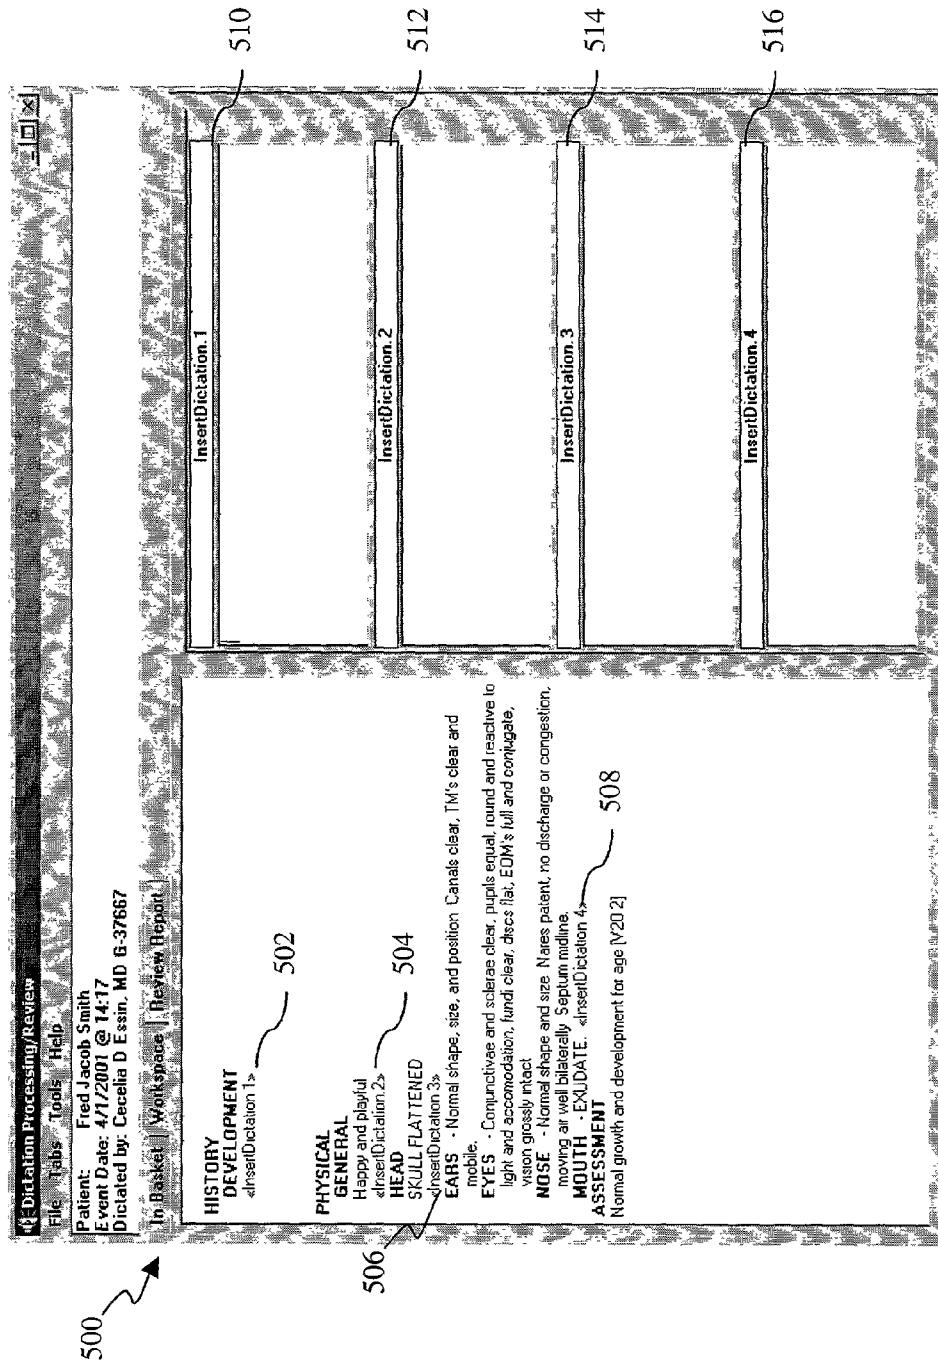 500
Dictation Processing/Review
File Tabs Tools Help
Patient: Fred Jacob Smith
Event Date: 4/1/2001 @ 14:17
Dictated by: Cecelia D Essin, MD G-37667
In Basket Workspace Review Report
HISTORY
DEVELOPMENT
«InsertDictation 1»
502
PHYSICAL
GENERAL
Happy and playful
«InsertDictation.2»
504
HEAD
SKULL FLATTENED
«InsertDictation 3»
506
EARS - Normal shape, size, and position Canals clear, TM's clear and
mobile.
EYES - Conjunctivae and sclerae clear, pupils equal, round and reactive to
light and accomodation, fundi clear, discs flat, EOM's full and conjugate,
vision grossly intact
NOSE - Normal shape and size Nares patent, no discharge or congestion,
moving air well bilaterally Septum midline.
MOUTH - EXUDATE. «InsertDictation 4»
508
ASSESSMENT
Normal growth and development for age [V20 2]
InsertDictation.1
510
InsertDictation.2
512
InsertDictation.3
514
InsertDictation.4
516